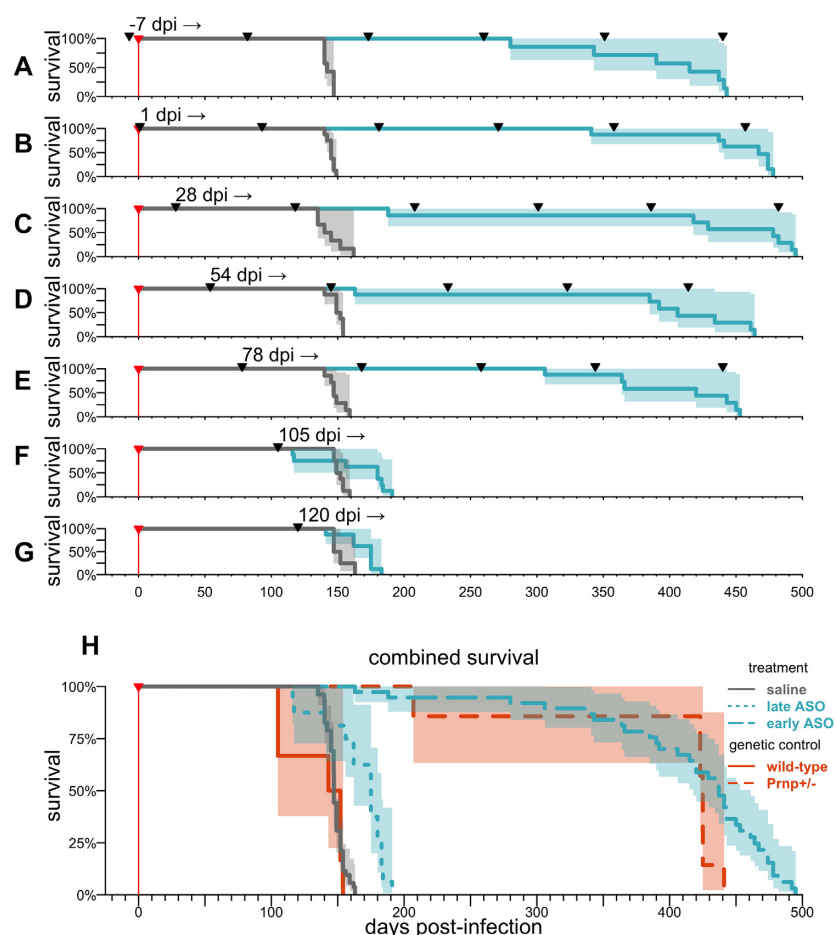 -7 dpi →
A
survival
100%
50%
0%
1 dpi →
B
survival
100%
50%
0%
28 dpi →
C
survival
100%
50%
0%
54 dpi →
D
survival
100%
50%
0%
78 dpi →
E
survival
100%
50%
0%
105 dpi →
F
survival
100%
50%
0%
120 dpi →
G
survival
100%
50%
0%
0 50 100 150 200 250 300 350 400 450 500
H
combined survival
survival
100%
75%
50%
25%
0%
treatment
saline
late ASO
early ASO
genetic control
wild-type
Prnp+/-
0 100 200 300 400 500
days post-infection